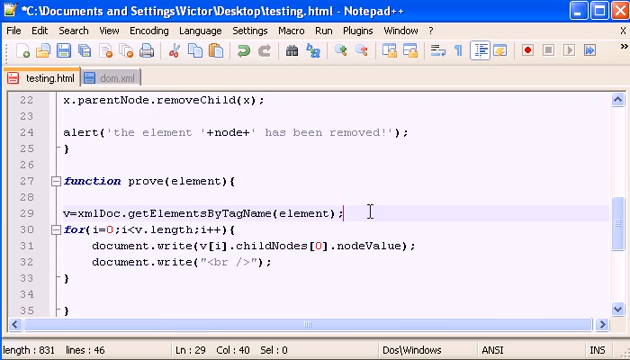 *C:\Documents and Settings\Victor\Desktop\testing.html - Notepad++
File Edit Search View Encoding Language Settings Macro Run Plugins Window ? X
testing.html dom.xml
22 x.parentNode.removeChild(x);
23
24 alert('the element '+node+' has been removed!');
25 }
26
27 function prove(element){
28
29 v=xmlDoc.getElementsByTagName(element);
30 for(i=0;i<v.length;i++){
31 document.write(v[i].childNodes[0].nodeValue);
32 document.write("<br />");
33 }
34
35 }
length : 831 lines : 46 Ln : 29 Col : 40 Sel : 0 Dos\Windows ANSI INS